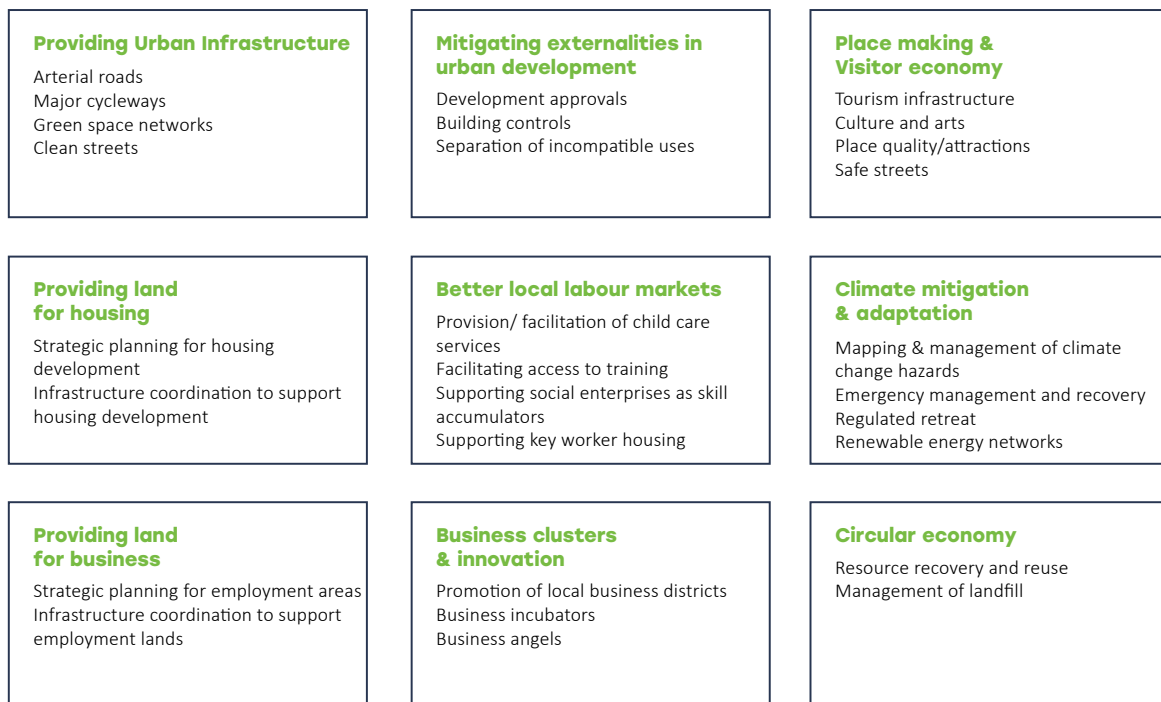 Providing Urban Infrastructure
Arterial roads
Major cycleways
Green space networks
Clean streets
Mitigating externalities in
urban development
Development approvals
Building controls
Separation of incompatible uses
Place making &
Visitor economy
Tourism infrastructure
Culture and arts
Place quality/attractions
Safe streets
Providing land
for housing
Strategic planning for housing
development
Infrastructure coordination to support
housing development
Better local labour markets
Provision/ facilitation of child care
services
Facilitating access to training
Supporting social enterprises as skill
accumulators
Supporting key worker housing
Climate mitigation
& adaptation
Mapping & management of climate
change hazards
Emergency management and recovery
Regulated retreat
Renewable energy networks
Providing land
for business
Strategic planning for employment areas
Infrastructure coordination to support
employment lands
Business clusters
& innovation
Promotion of local business districts
Business incubators
Business angels
Circular economy
Resource recovery and reuse
Management of landfill